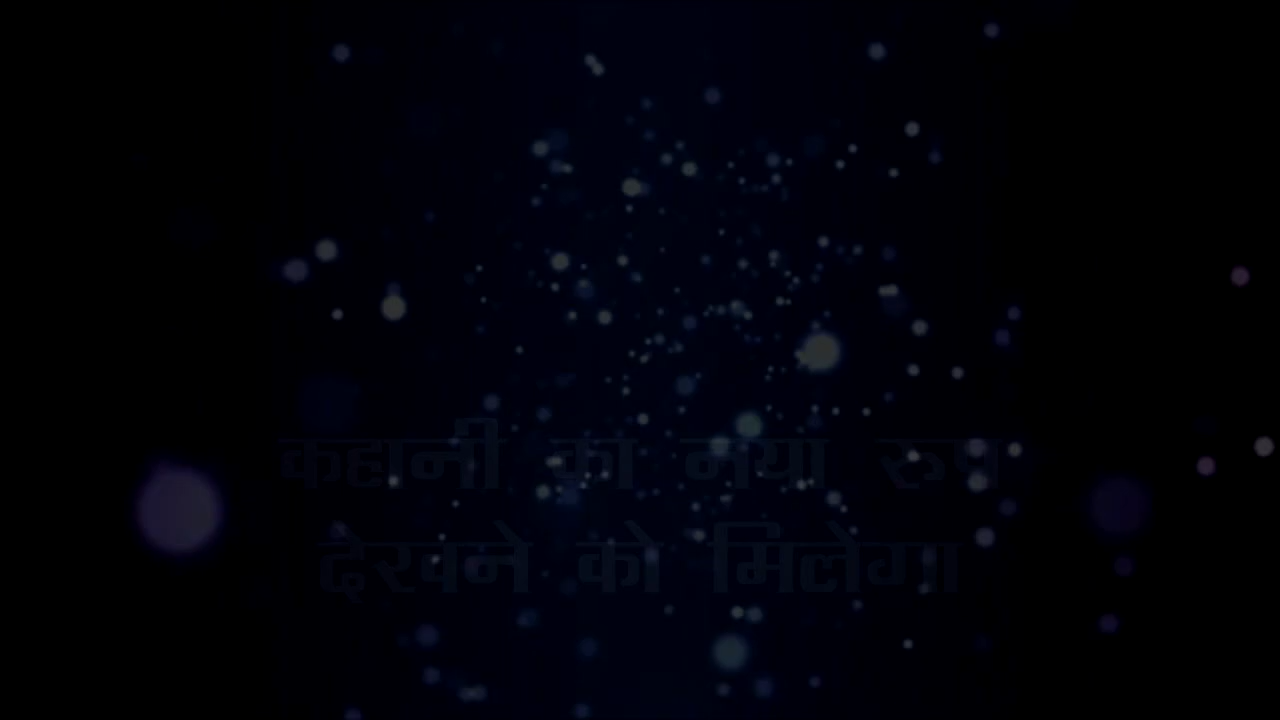 कहानी का नया रूप
देखने को मिलेगा